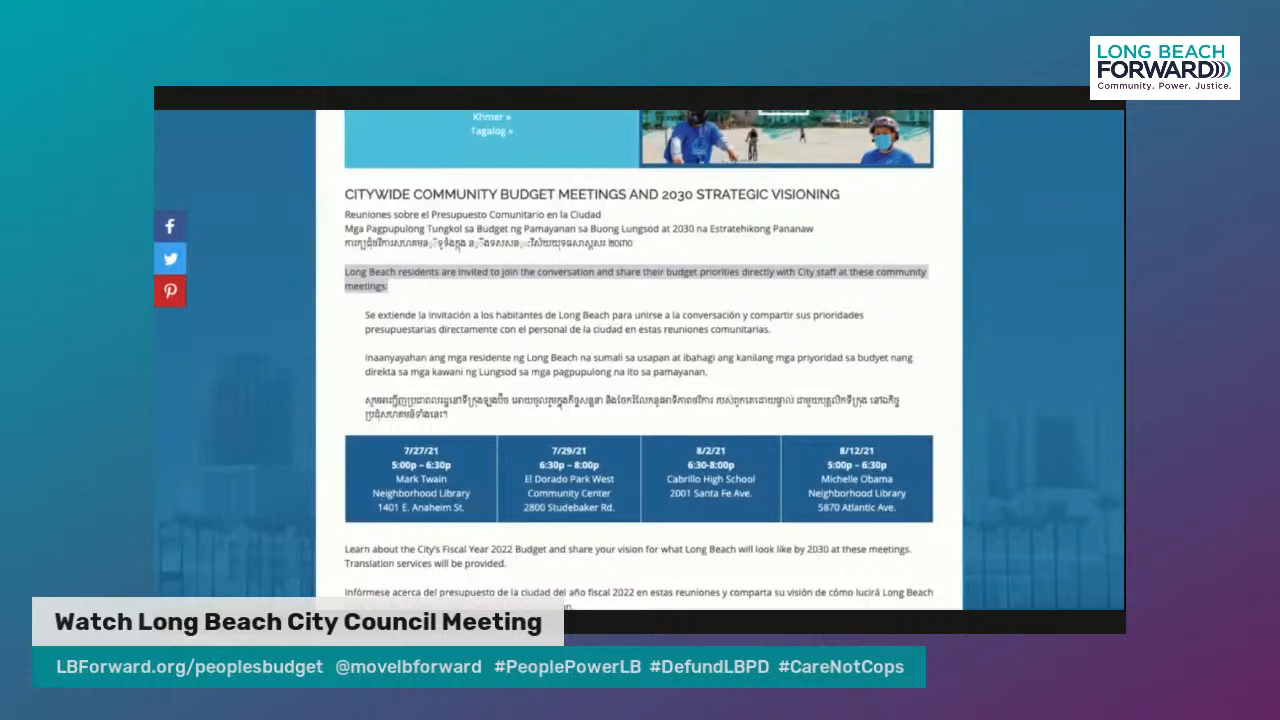 LONG BEACH
FORWARD
Community. Power. Justice.
Khmer »
Tagalog »
CITYWIDE COMMUNITY BUDGET MEETINGS AND 2030 STRATEGIC VISIONING
Reuniones sobre el Presupuesto Comunitario en la Ciudad
Mga Pagpupulong Tungkol sa Budget ng Pamayanan sa Buong Lungsod at 2030 na Estratehikong Pananaw
២០៣០
Long Beach residents are invited to join the conversation and share their budget priorities directly with City staff at these community
meetings:
Se extiende la invitación a los habitantes de Long Beach para unirse a la conversación y compartir sus prioridades
presupuestarias directamente con el personal de la ciudad en estas reuniones comunitarias.
Inaanyayahan ang mga residente ng Long Beach na sumali sa usapan at ibahagi ang kanilang mga priyoridad sa budyet nang
direkta sa mga kawani ng Lungsod sa mga pagpupulong na ito sa pamayanan.
7/27/21
5:00p – 6:30p
Mark Twain
Neighborhood Library
1401 E. Anaheim St.
7/29/21
6:30p – 8:00p
El Dorado Park West
Community Center
2800 Studebaker Rd.
8/2/21
6:30-8:00p
Cabrillo High School
2001 Santa Fe Ave.
8/12/21
5:00p – 6:30p
Michelle Obama
Neighborhood Library
5870 Atlantic Ave.
Learn about the City's Fiscal Year 2022 Budget and share your vision for what Long Beach will look like by 2030 at these meetings.
Translation services will be provided.
Infórmese acerca del presupuesto de la ciudad del año fiscal 2022 en estas reuniones y comparta su visión de cómo lucirá Long Beach
Watch Long Beach City Council Meeting
LBForward.org/peoplesbudget @movelbforward #PeoplePowerLB #DefundLBPD #CareNotCops